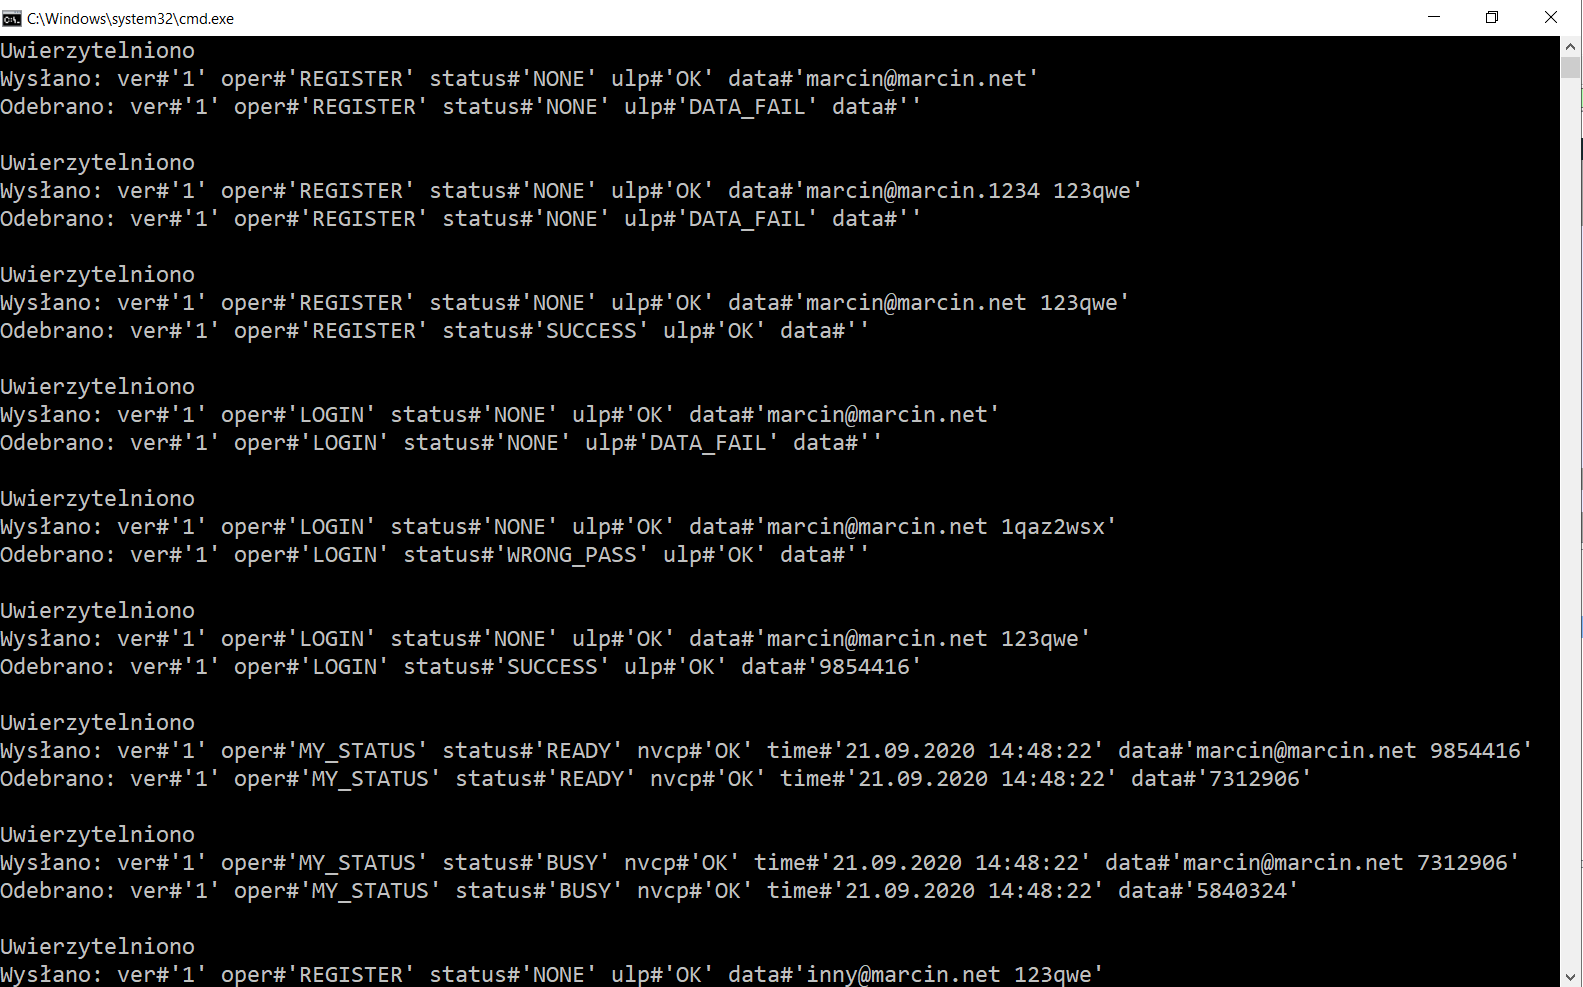 C:\Windows\system32\cmd.exe
Uwierzytelniono
Wysłano: ver#'1' oper#'REGISTER' status#'NONE' ulp#'OK' data#'marcin@marcin.net'
Odebrano: ver#'1' oper#'REGISTER' status#'NONE' ulp#'DATA_FAIL' data#''
Uwierzytelniono
Wysłano: ver#'1' oper#'REGISTER' status#'NONE' ulp#'OK' data#'marcin@marcin.1234 123qwe'
Odebrano: ver#'1' oper#'REGISTER' status#'NONE' ulp#'DATA_FAIL' data#''
Uwierzytelniono
Wysłano: ver#'1' oper#'REGISTER' status#'NONE' ulp#'OK' data#'marcin@marcin.net 123qwe'
Odebrano: ver#'1' oper#'REGISTER' status#'SUCCESS' ulp#'OK' data#''
Uwierzytelniono
Wysłano: ver#'1' oper#'LOGIN' status#'NONE' ulp#'OK' data#'marcin@marcin.net'
Odebrano: ver#'1' oper#'LOGIN' status#'NONE' ulp#'DATA_FAIL' data#''
Uwierzytelniono
Wysłano: ver#'1' oper#'LOGIN' status#'NONE' ulp#'OK' data#'marcin@marcin.net 1qaz2wsx'
Odebrano: ver#'1' oper#'LOGIN' status#'WRONG_PASS' ulp#'OK' data#''
Uwierzytelniono
Wysłano: ver#'1' oper#'LOGIN' status#'NONE' ulp#'OK' data#'marcin@marcin.net 123qwe'
Odebrano: ver#'1' oper#'LOGIN' status#'SUCCESS' ulp#'OK' data#'9854416'
Uwierzytelniono
Wysłano: ver#'1' oper#'MY_STATUS' status#'READY' nvcp#'OK' time#'21.09.2020 14:48:22' data#'marcin@marcin.net 9854416'
Odebrano: ver#'1' oper#'MY_STATUS' status#'READY' nvcp#'OK' time#'21.09.2020 14:48:22' data#'7312906'
Uwierzytelniono
Wysłano: ver#'1' oper#'MY_STATUS' status#'BUSY' nvcp#'OK' time#'21.09.2020 14:48:22' data#'marcin@marcin.net 7312906'
Odebrano: ver#'1' oper#'MY_STATUS' status#'BUSY' nvcp#'OK' time#'21.09.2020 14:48:22' data#'5840324'
Uwierzytelniono
Wysłano: ver#'1' oper#'REGISTER' status#'NONE' ulp#'OK' data#'inny@marcin.net 123qwe'